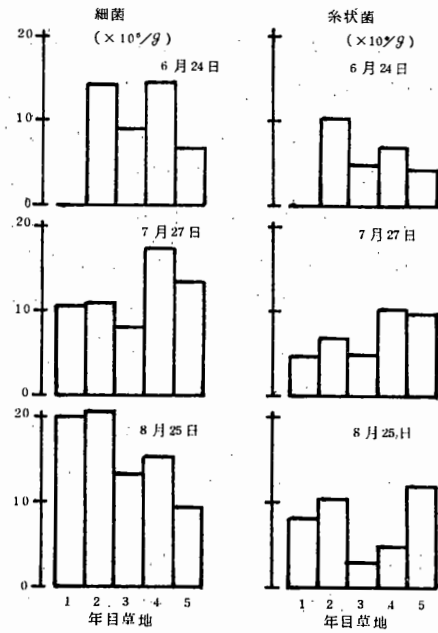 細菌
(×10⁶/g)
6月24日
20
10
0
7月27日
20
10
0
8月25日
20
10
0
1 2 3 4 5
年目草地
糸状菌
6月24日
7月27日
8月25日
1 2 3 4 5
年目草地